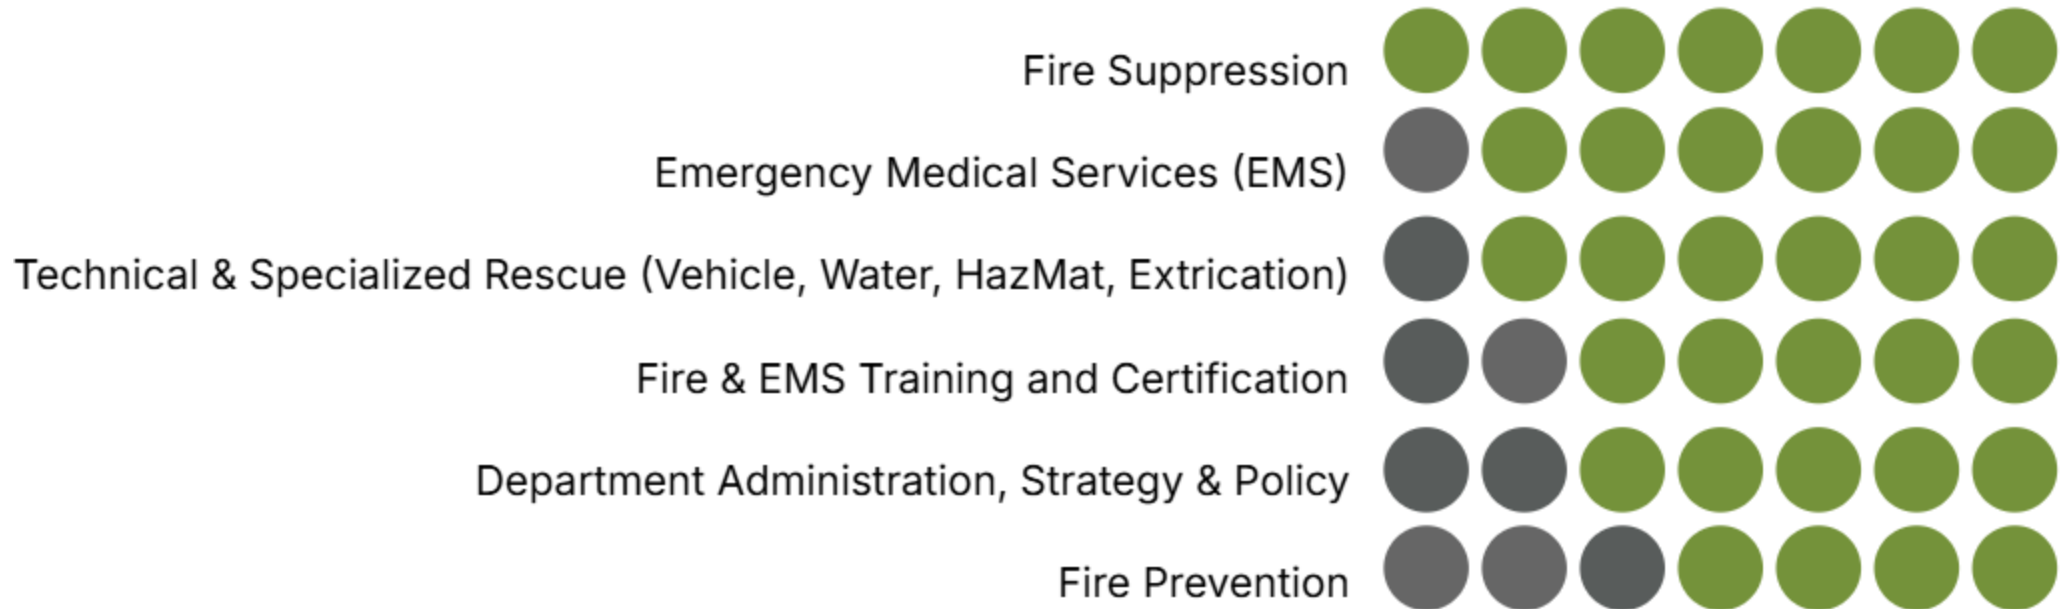 Fire Suppression
Emergency Medical Services (EMS)
Technical & Specialized Rescue (Vehicle, Water, HazMat, Extrication)
Fire & EMS Training and Certification
Department Administration, Strategy & Policy
Fire Prevention